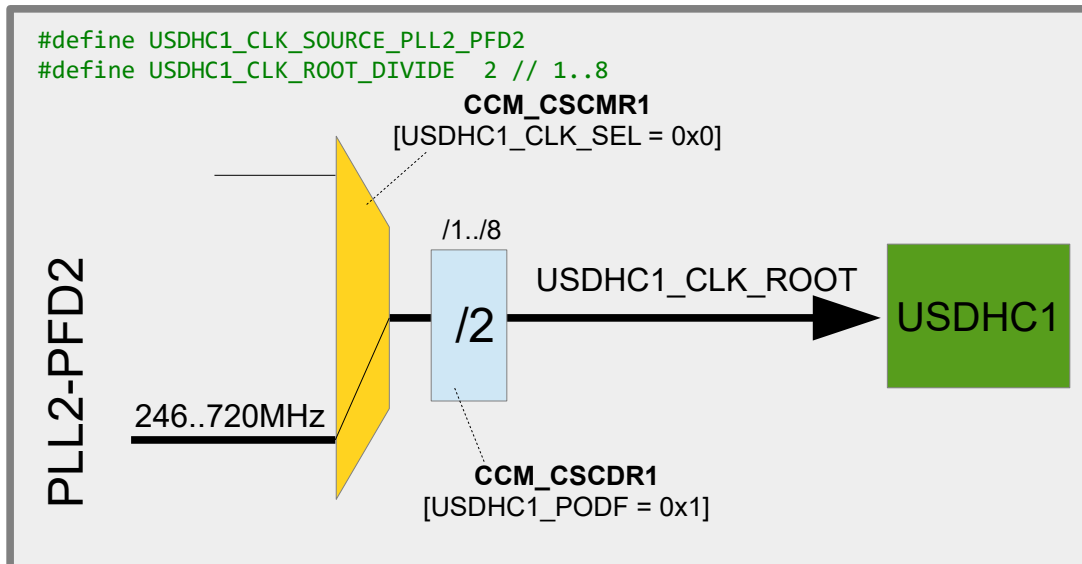 #define USDHC1_CLK_SOURCE_PLL2_PFD2
#define USDHC1_CLK_ROOT_DIVIDE  2 // 1..8
CCM_CSCMR1
[USDHC1_CLK_SEL = 0x0]
/1../8
USDHC1_CLK_ROOT
/2
USDHC1
PLL2-PFD2
246..720MHz
CCM_CSCDR1
[USDHC1_PODF = 0x1]